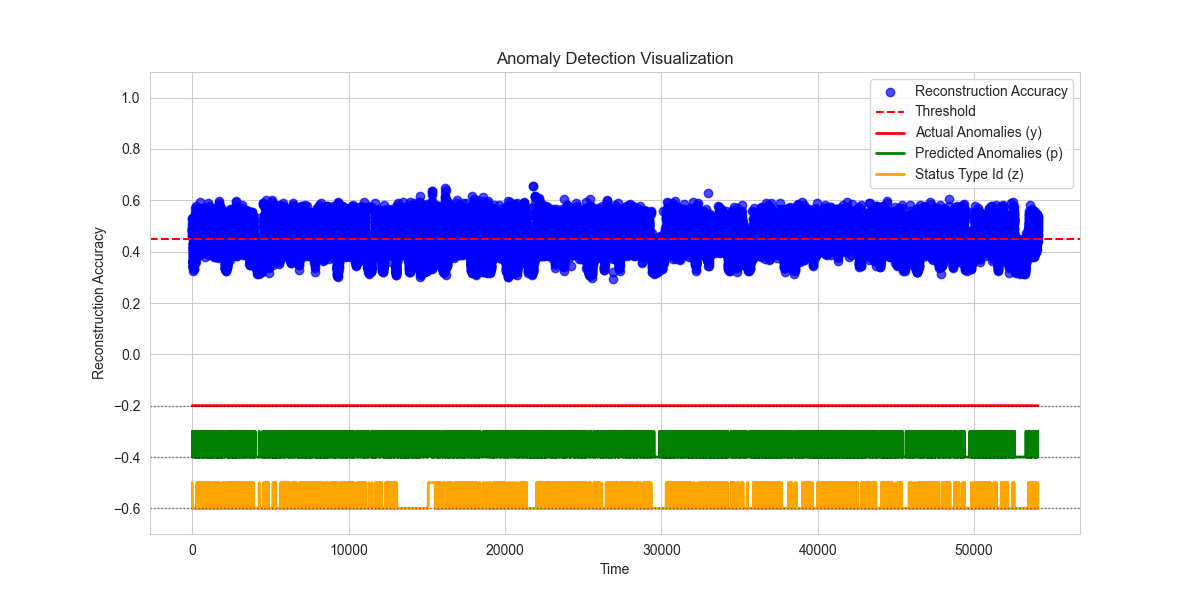 Anomaly Detection Visualization
Reconstruction Accuracy
Threshold
Actual Anomalies (y)
Predicted Anomalies (p)
Status Type Id (z)
Reconstruction Accuracy
1.0
0.8
0.6
0.4
0.2
0.0
−0.2
−0.4
−0.6
0 10000 20000 30000 40000 50000
Time